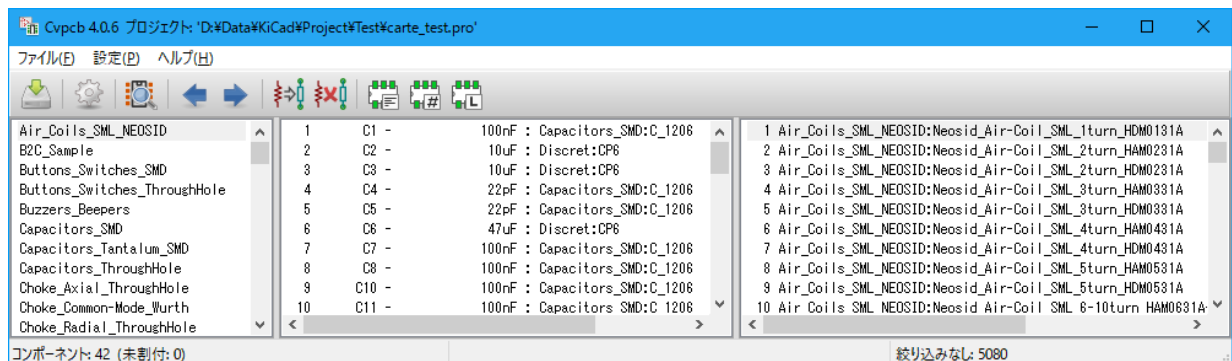 Cvpcb 4.0.6 プロジェクト: 'D:¥Data¥KiCad¥Project¥Test¥carte_test.pro'
ファイル(F) 設定(P) ヘルプ(H)
Air_Coils_SML_NEOSID
B2C_Sample
Buttons_Switches_SMD
Buttons_Switches_ThroughHole
Buzzers_Beepers
Capacitors_SMD
Capacitors_Tantalum_SMD
Capacitors_ThroughHole
Choke_Axial_ThroughHole
Choke_Common-Mode_Wurth
Choke_Radial_ThroughHole
1 C1 - 100nF : Capacitors_SMD:C_1206
2 C2 - 10uF : Discret:CP6
3 C3 - 10uF : Discret:CP6
4 C4 - 22pF : Capacitors_SMD:C_1206
5 C5 - 22pF : Capacitors_SMD:C_1206
6 C6 - 47uF : Discret:CP6
7 C7 - 100nF : Capacitors_SMD:C_1206
8 C8 - 100nF : Capacitors_SMD:C_1206
9 C10 - 100nF : Capacitors_SMD:C_1206
10 C11 - 100nF : Capacitors_SMD:C_1206
1 Air_Coils_SML_NEOSID:Neosid_Air-Coil_SML_1turn_HDM0131A
2 Air_Coils_SML_NEOSID:Neosid_Air-Coil_SML_2turn_HAM0231A
3 Air_Coils_SML_NEOSID:Neosid_Air-Coil_SML_2turn_HDM0231A
4 Air_Coils_SML_NEOSID:Neosid_Air-Coil_SML_3turn_HAM0331A
5 Air_Coils_SML_NEOSID:Neosid_Air-Coil_SML_3turn_HDM0331A
6 Air_Coils_SML_NEOSID:Neosid_Air-Coil_SML_4turn_HAM0431A
7 Air_Coils_SML_NEOSID:Neosid_Air-Coil_SML_4turn_HDM0431A
8 Air_Coils_SML_NEOSID:Neosid_Air-Coil_SML_5turn_HAM0531A
9 Air_Coils_SML_NEOSID:Neosid_Air-Coil_SML_5turn_HDM0531A
10 Air_Coils_SML_NEOSID:Neosid_Air-Coil_SML_6-10turn_HAM0631A-
コンポーネント: 42 (未割付: 0)
絞り込みなし: 5080